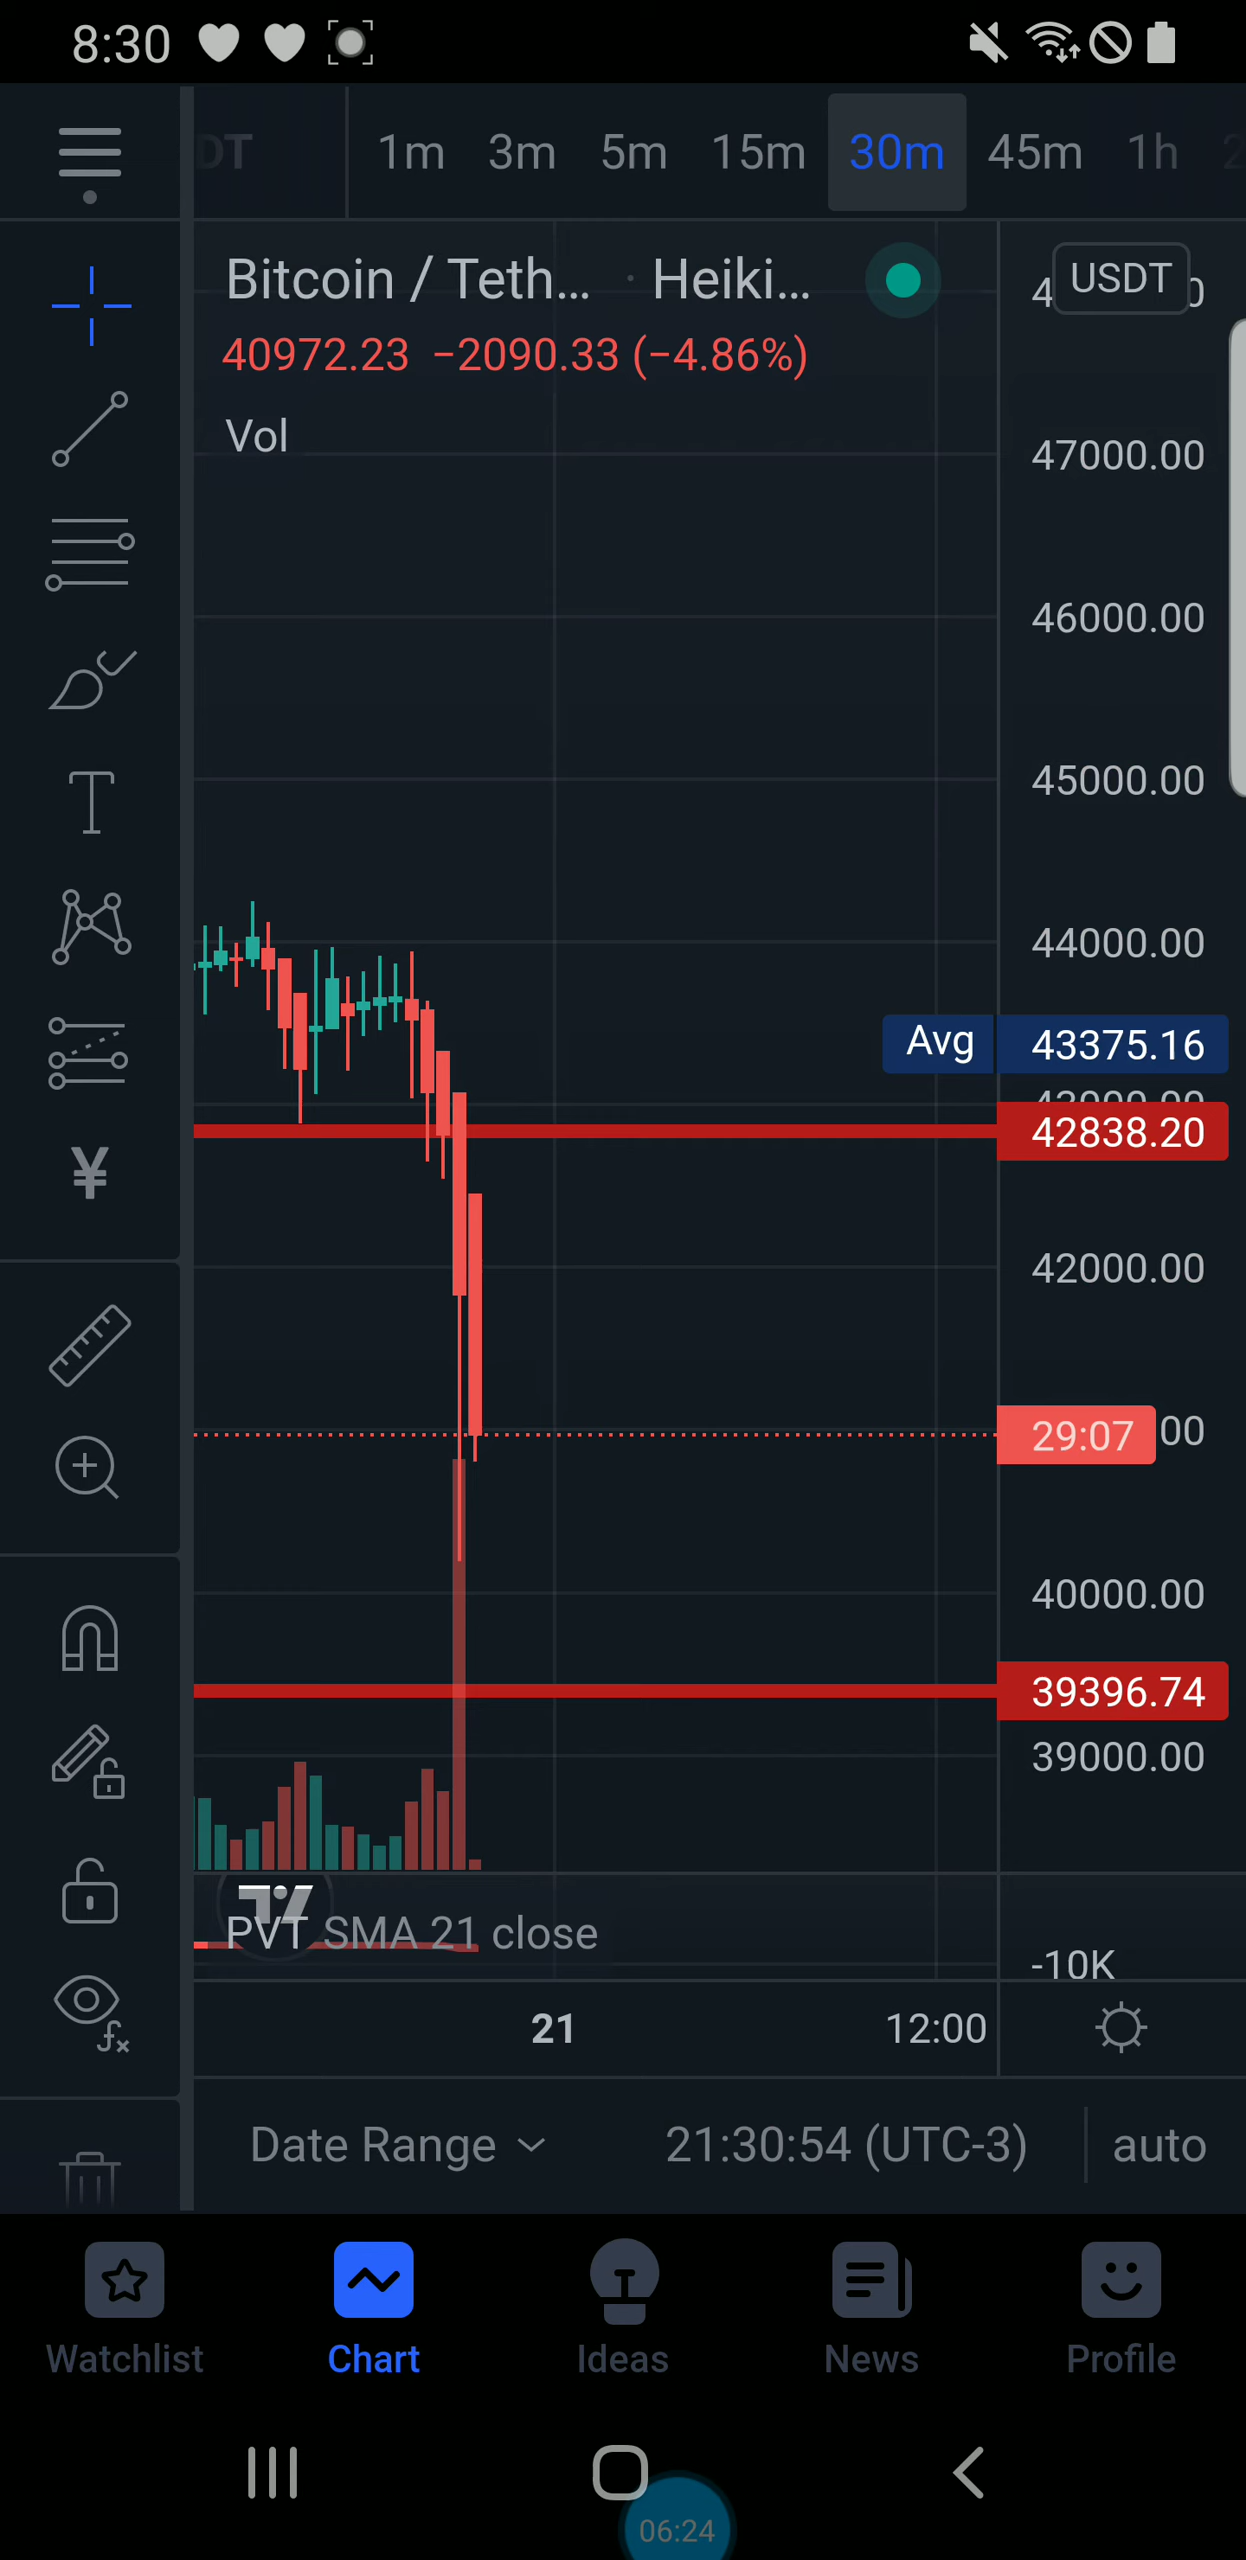 8:30
DT 1m 3m 5m 15m 30m 45m 1h 2
Bitcoin / Teth... · Heiki...
USDT
40972.23 −2090.33 (−4.86%)
Vol
47000.00
46000.00
45000.00
44000.00
Avg 43375.16
43000.00
42838.20
42000.00
29:07 00
40000.00
39396.74
39000.00
PVT SMA 21 close
-10K
21 12:00
Date Range 21:30:54 (UTC-3) auto
Watchlist Chart Ideas News Profile
06:24